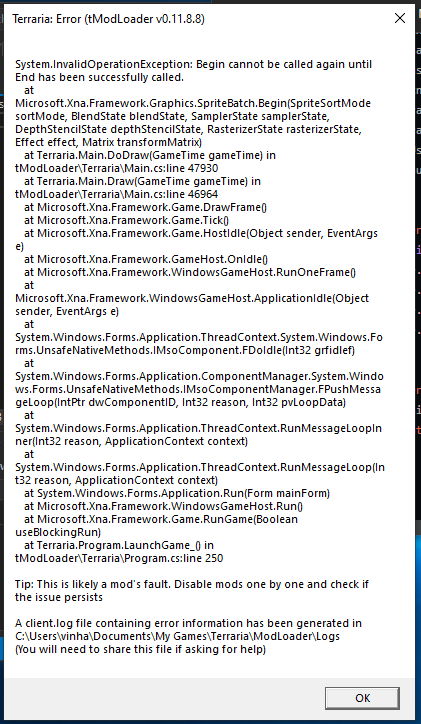 Terraria: Error (tModLoader v0.11.8.8)
System.InvalidOperationException: Begin cannot be called again until
End has been successfully called.
at
Microsoft.Xna.Framework.Graphics.SpriteBatch.Begin(SpriteSortMode
sortMode, BlendState blendState, SamplerState samplerState,
DepthStencilState depthStencilState, RasterizerState rasterizerState,
Effect effect, Matrix transformMatrix)
at Terraria.Main.DoDraw(GameTime gameTime) in
tModLoader\Terraria\Main.cs:line 47930
at Terraria.Main.Draw(GameTime gameTime) in
tModLoader\Terraria\Main.cs:line 46964
at Microsoft.Xna.Framework.Game.DrawFrame()
at Microsoft.Xna.Framework.Game.Tick()
at Microsoft.Xna.Framework.Game.HostIdle(Object sender, EventArgs
e)
at Microsoft.Xna.Framework.GameHost.OnIdle()
at Microsoft.Xna.Framework.WindowsGameHost.RunOneFrame()
at
Microsoft.Xna.Framework.WindowsGameHost.ApplicationIdle(Object
sender, EventArgs e)
at
System.Windows.Forms.Application.ThreadContext.System.Windows.Fo
rms.UnsafeNativeMethods.IMsoComponent.FDoIdle(Int32 grfidlef)
at
System.Windows.Forms.Application.ComponentManager.System.Windo
ws.Forms.UnsafeNativeMethods.IMsoComponentManager.FPushMessa
geLoop(IntPtr dwComponentID, Int32 reason, Int32 pvLoopData)
at
System.Windows.Forms.Application.ThreadContext.RunMessageLoopIn
ner(Int32 reason, ApplicationContext context)
at
System.Windows.Forms.Application.ThreadContext.RunMessageLoop(In
t32 reason, ApplicationContext context)
at System.Windows.Forms.Application.Run(Form mainForm)
at Microsoft.Xna.Framework.WindowsGameHost.Run()
at Microsoft.Xna.Framework.Game.RunGame(Boolean
useBlockingRun)
at Terraria.Program.LaunchGame_() in
tModLoader\Terraria\Program.cs:line 250
Tip: This is likely a mod's fault. Disable mods one by one and check if
the issue persists
A client.log file containing error information has been generated in
C:\Users\vinha\Documents\My Games\Terraria\ModLoader\Logs
(You will need to share this file if asking for help)
OK